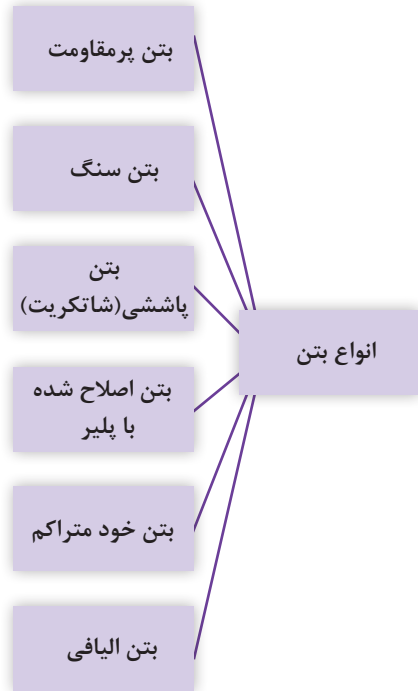 انواع بتن
بتن پرمقاومت
بتن سنگ
بتن
پاششی(شاتکریت)
بتن اصلاح شده
با پلیر
بتن خود متراکم
بتن الیافی